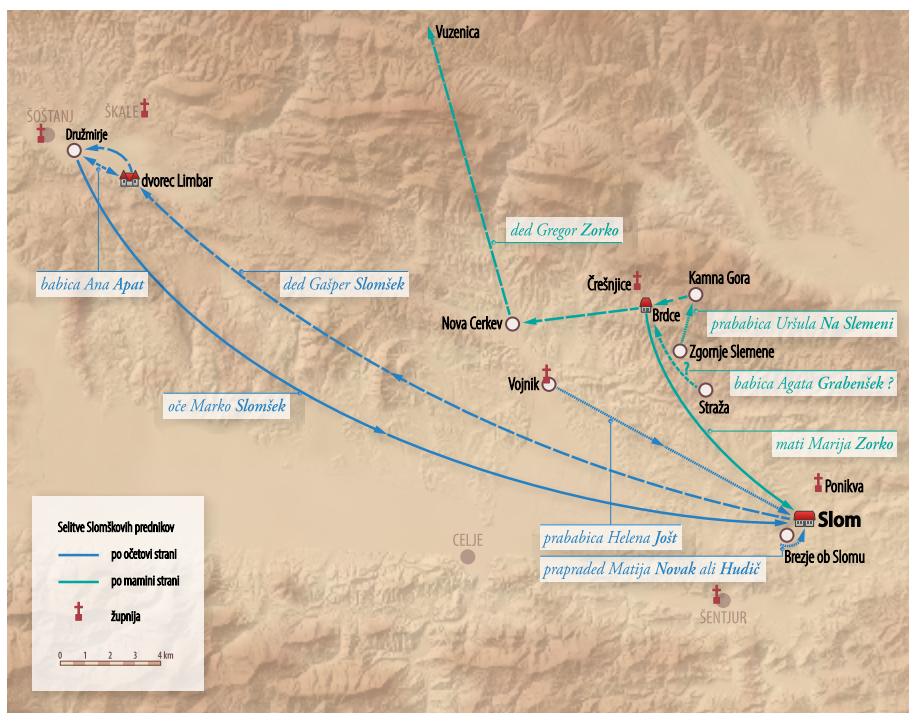 Vuzenica
ŠKALE
ŠOŠTANJ
Družmirje
dvorec Limbar
ded Gregor Zorko
babica Ana Apat
ded Gašper Slomšek
Črešnjice
Kamna Gora
Brdce
Nova Cerkev
prababica Uršula Na Slemeni
Zgornje Slemene
babica Agata Grabenšek ?
Vojnik
Straža
oče Marko Slomšek
mati Marija Zorko
Ponikva
Slom
Selitve Slomškovih prednikov
po očetovi strani
po mamini strani
župnija
0 1 2 3 4 km
CELJE
prababica Helena Jošt
Brezje ob Slomu
prapraded Matija Novak ali Hudič
ŠENTJUR